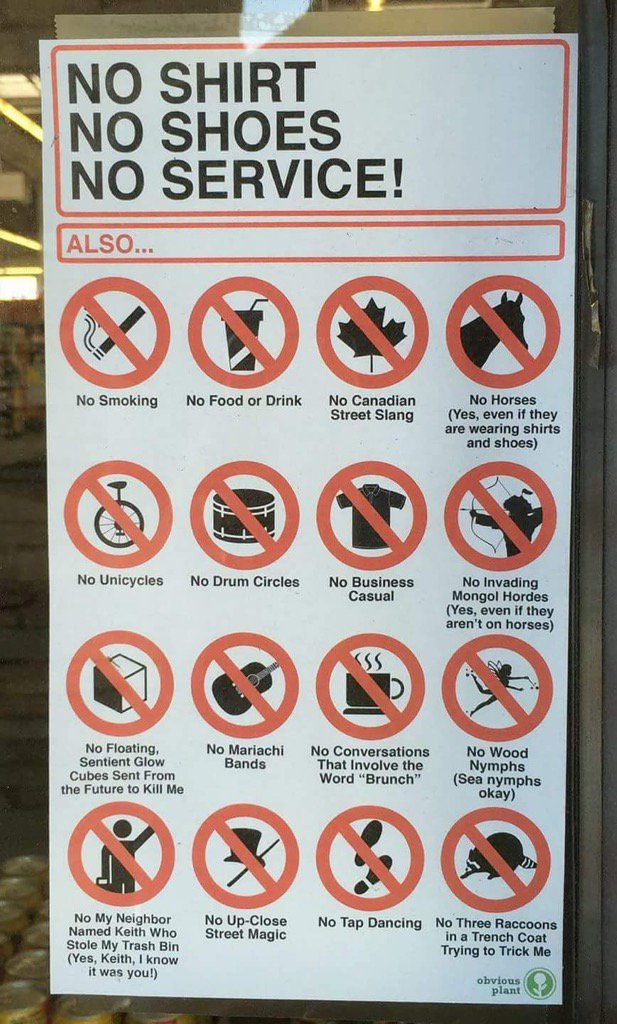 NO SHIRT
NO SHOES
NO SERVICE!
ALSO...
No Smoking
No Food or Drink
No Canadian
Street Slang
No Horses
(Yes, even if they
are wearing shirts
and shoes)
No Unicycles
No Drum Circles
No Business
Casual
No Invading
Mongol Hordes
(Yes, even if they
aren't on horses)
No Floating,
Sentient Glow
Cubes Sent From
the Future to Kill Me
No Mariachi
Bands
No Conversations
That Involve the
Word "Brunch"
No Wood
Nymphs
(Sea nymphs
okay)
No My Neighbor
Named Keith Who
Stole My Trash Bin
(Yes, Keith, I know
it was you!)
No Up-Close
Street Magic
No Tap Dancing
No Three Raccoons
in a Trench Coat
Trying to Trick Me
obvious
plant